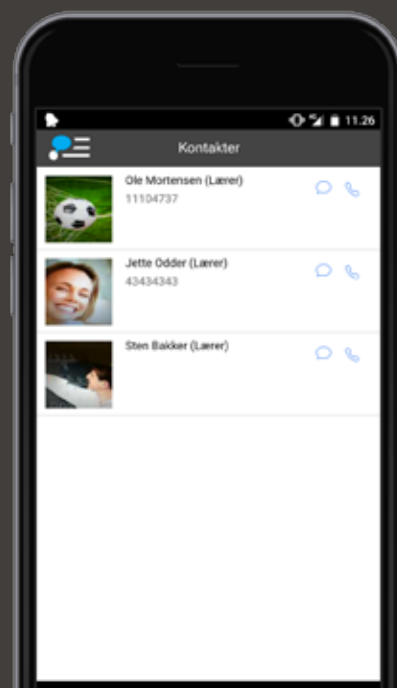 11.26
Kontakter
Ole Mortensen (Lærer)
11104737
Jette Odder (Lærer)
43434343
Sten Bakker (Lærer)